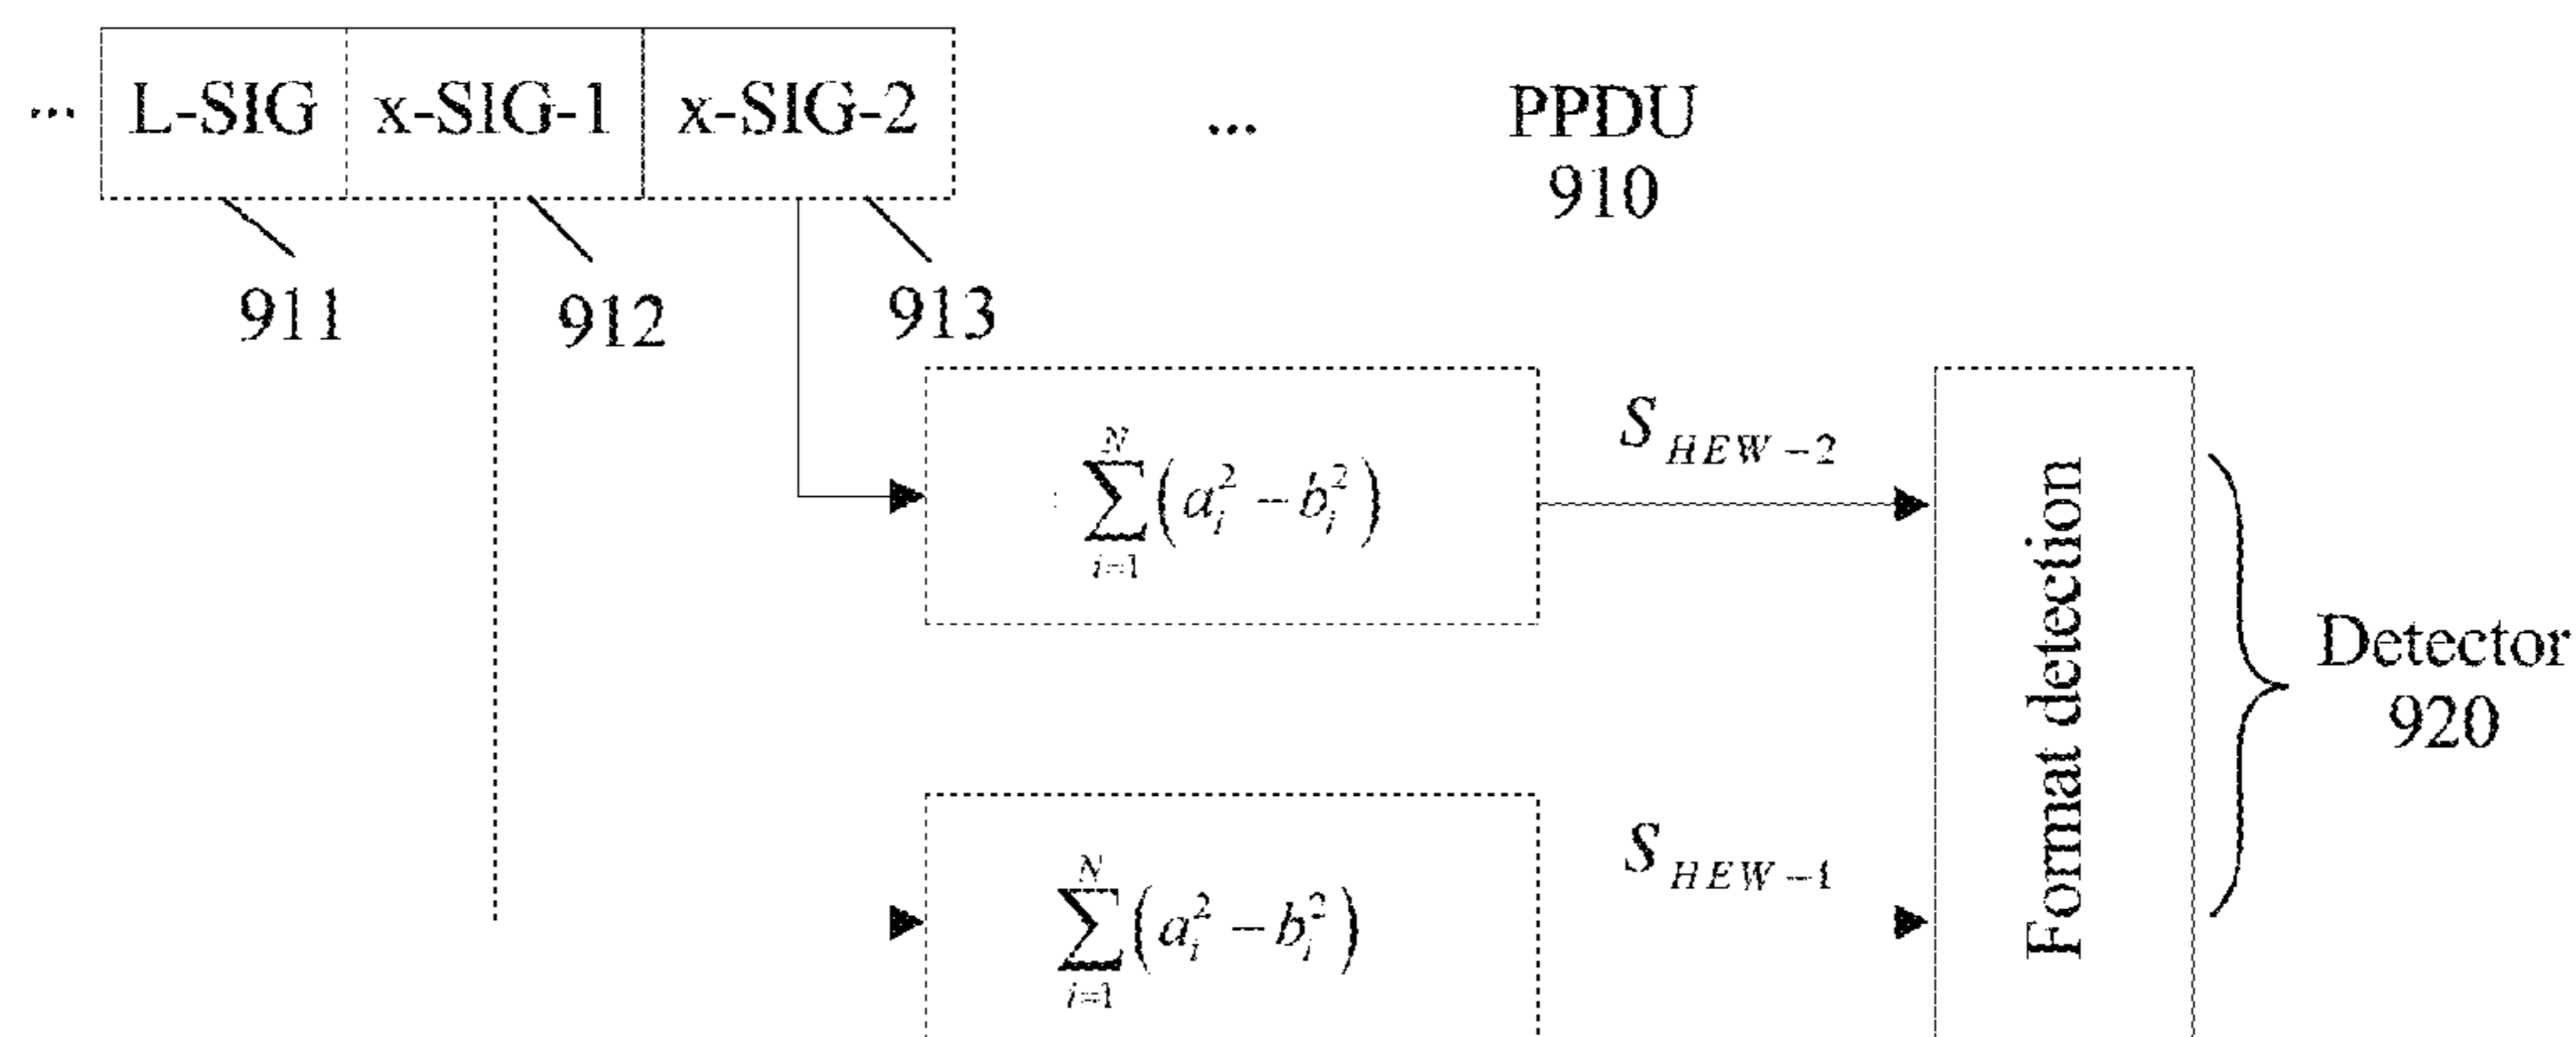 ... L-SIG x-SIG-1 x-SIG-2 ... PPDU
910
911 912 913
N
∑ (a_i^2 − b_i^2)
i=1
S_{HEW−2}
Format detection
Detector
920
N
∑ (a_i^2 − b_i^2)
i=1
S_{HEW−1}